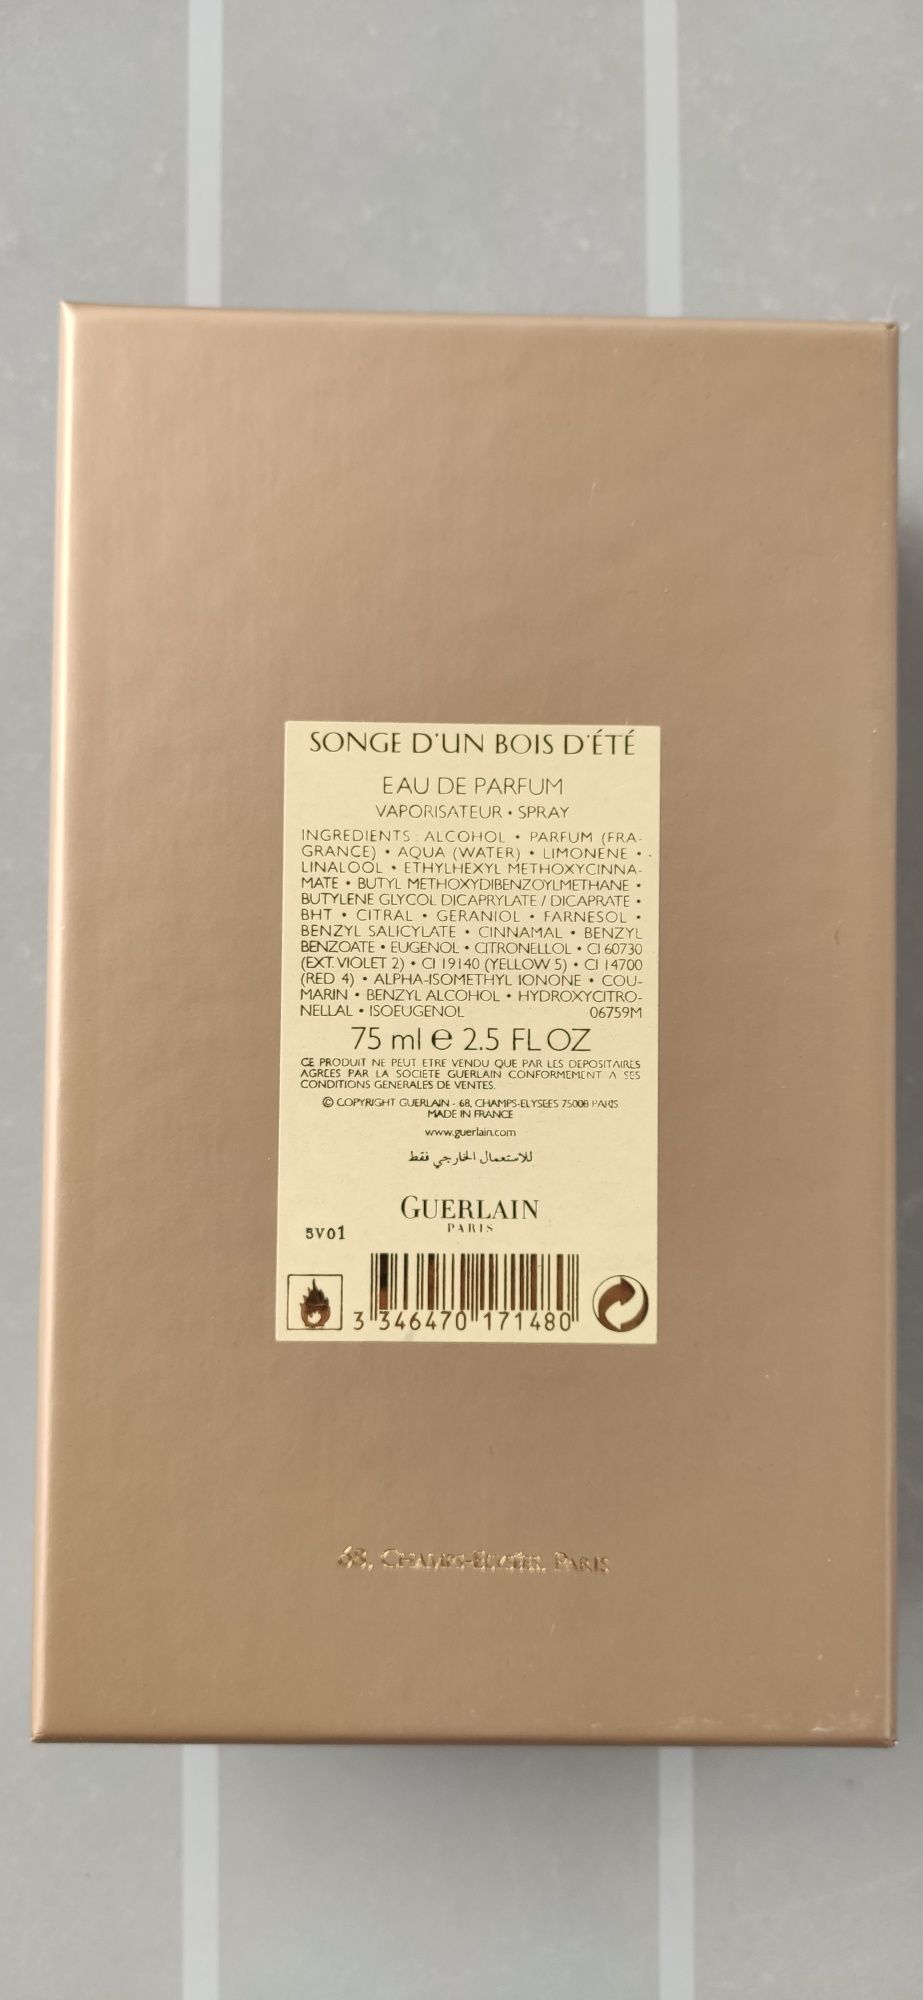 SONGE D'UN BOIS D'ÉTÉ
EAU DE PARFUM
VAPORISATEUR • SPRAY
INGREDIENTS : ALCOHOL • PARFUM (FRA-
GRANCE) • AQUA (WATER) • LIMONENE •
LINALOOL • ETHYLHEXYL METHOXYCINNA-
MATE • BUTYL METHOXYDIBENZOYLMETHANE •
BUTYLENE GLYCOL DICAPRYLATE / DICAPRATE •
BHT • CITRAL • GERANIOL • FARNESOL •
BENZYL SALICYLATE • CINNAMAL • BENZYL
BENZOATE • EUGENOL • CITRONELLOL • CI 60730
(EXT. VIOLET 2) • CI 19140 (YELLOW 5) • CI 14700
(RED 4) • ALPHA-ISOMETHYL IONONE • COU-
MARIN • BENZYL ALCOHOL • HYDROXYCITRO-
NELLAL • ISOEUGENOL 06759M
75 ml e 2.5 FL OZ
CE PRODUIT NE PEUT ETRE VENDU QUE PAR LES DEPOSITAIRES
AGREES PAR LA SOCIETE GUERLAIN CONFORMEMENT A SES
CONDITIONS GENERALES DE VENTES.
© COPYRIGHT GUERLAIN - 68, CHAMPS-ELYSEES 75008 PARIS
MADE IN FRANCE
www.guerlain.com
للاستعمال الخارجي فقط
GUERLAIN
PARIS
5V01
3 346470 171480
68, CHAMPS-ELYSÉES, PARIS